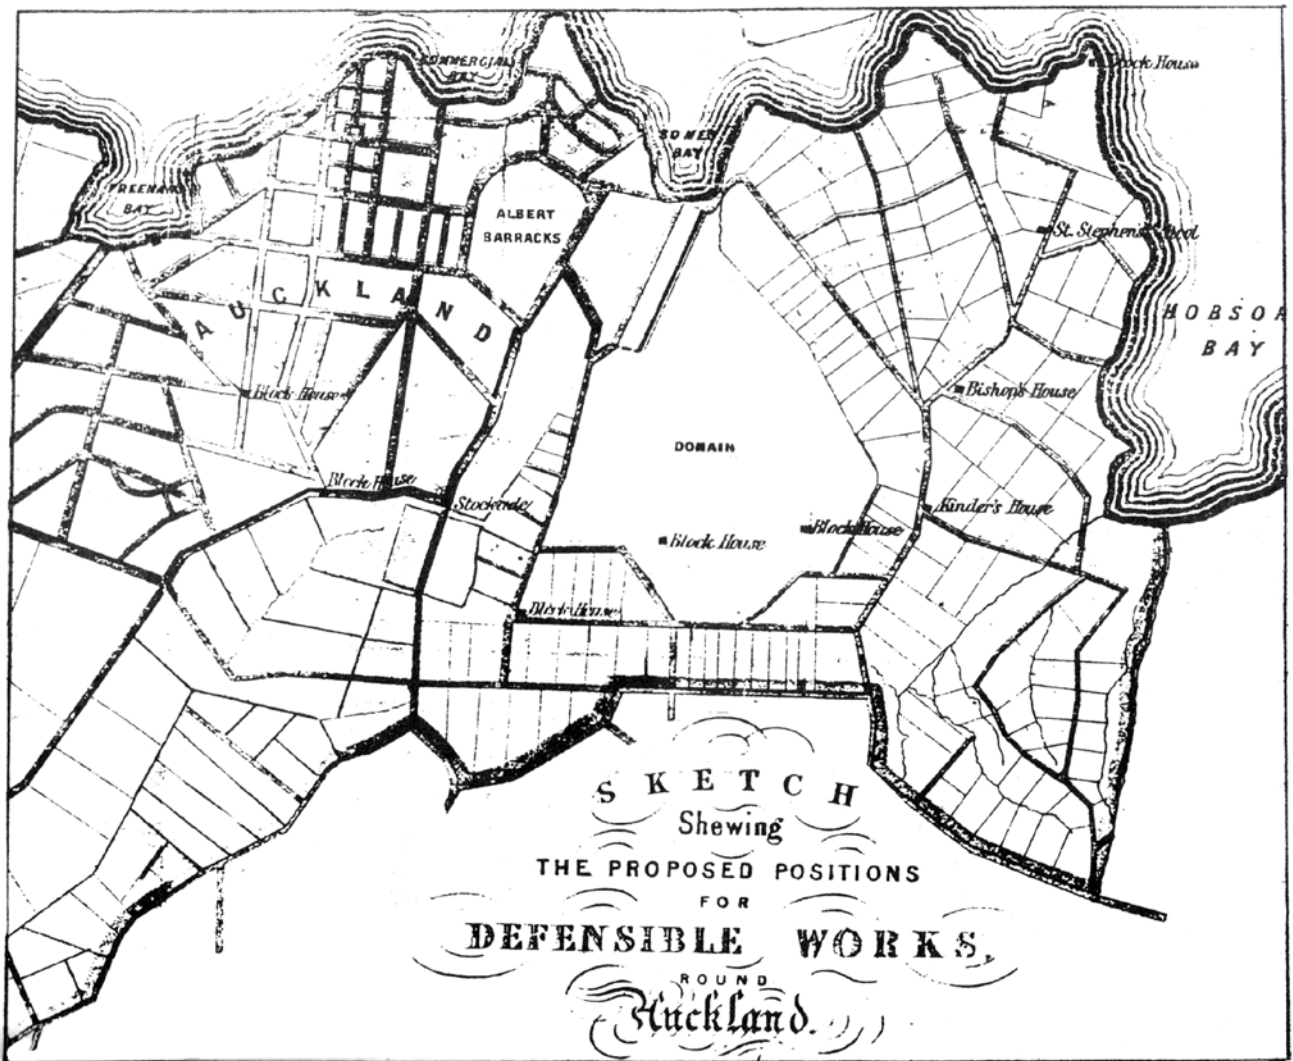 COMMERCIAL
BAY
Block House
FREEMANS
BAY
BAY
ALBERT
BARRACKS
St. Stephen's
AUCKLAND
HOBSON
BAY
Block House
Bishop's House
DOMAIN
Block House
Stockade
Kinder's House
Block House
Block House
Block House
SKETCH
Shewing
THE PROPOSED POSITIONS
FOR
DEFENSIBLE WORKS,
ROUND
Auckland.